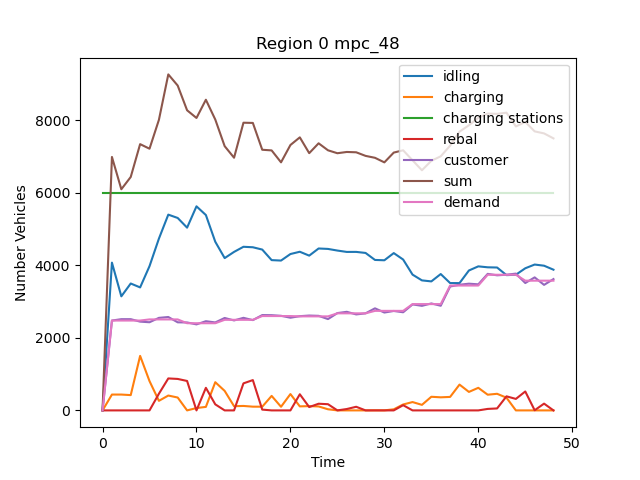 Region 0 mpc_48
idling
charging
charging stations
rebal
customer
sum
demand
Number Vehicles
8000
6000
4000
2000
0
0 10 20 30 40 50
Time